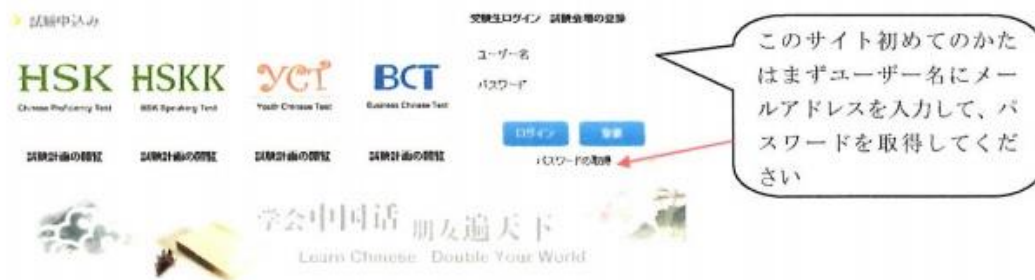 試験申込み
受験生ログイン 試験会場の登録
ユーザー名
パスワード
HSK HSKK YCT BCT
Chinese Proficiency Test HSK Speaking Test Youth Chinese Test Business Chinese Test
ログイン 登録
試験計画の閲覧 試験計画の閲覧 試験計画の閲覧 試験計画の閲覧
パスワードの取得
このサイト初めてのかた
はまずユーザー名にメー
ルアドレスを入力して、パ
スワードを取得してくだ
さい
学会中国话 朋友遍天下
Learn Chinese Double Your World